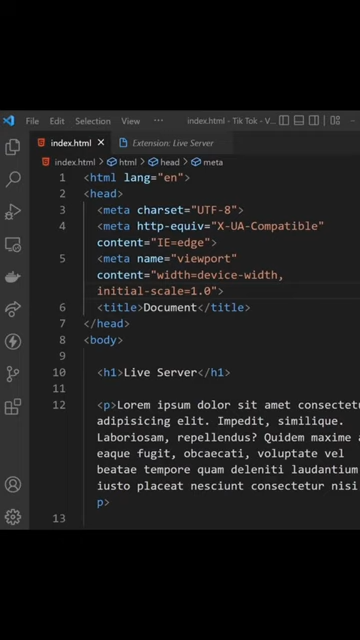 File Edit Selection View ··· index.html - Tik Tok - V...
index.html × Extension: Live Server
index.html > html > head > meta
1 <html lang="en">
2 <head>
3 <meta charset="UTF-8">
4 <meta http-equiv="X-UA-Compatible"
content="IE=edge">
5 <meta name="viewport"
content="width=device-width,
initial-scale=1.0">
6 <title>Document</title>
7 </head>
8 <body>
9
10 <h1>Live Server</h1>
11
12 <p>Lorem ipsum dolor sit amet consectetu
adipisicing elit. Impedit, similique.
Laboriosam, repellendus? Quidem maxime a
eaque fugit, obcaecati, voluptate vel
beatae tempore quam deleniti laudantium
iusto placeat nesciunt consectetur nisi
p>
13